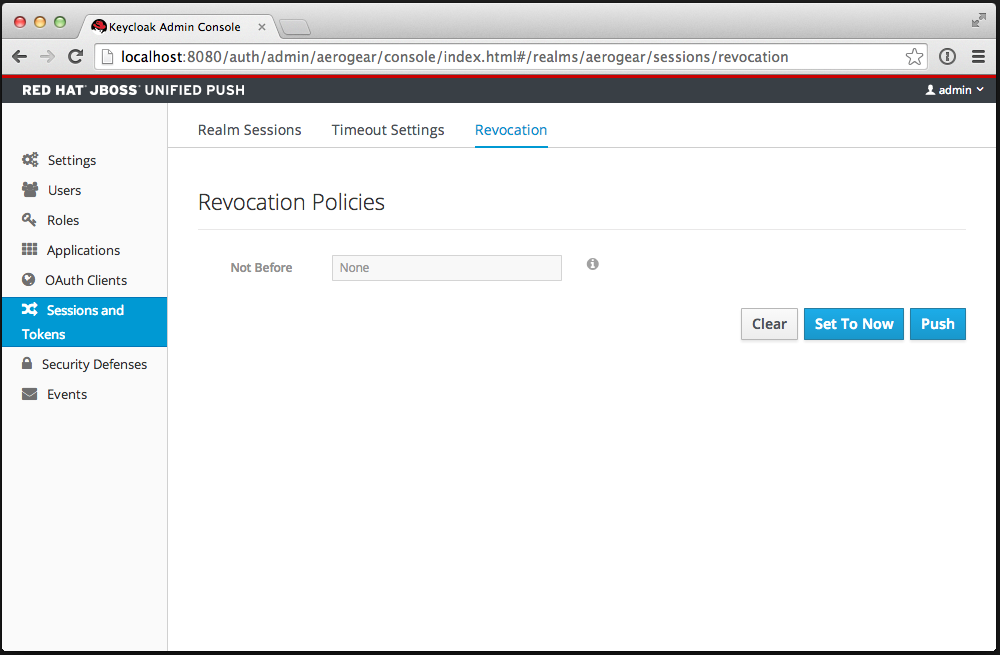 Keycloak Admin Console
localhost:8080/auth/admin/aerogear/console/index.html#/realms/aerogear/sessions/revocation
RED HAT® JBOSS® UNIFIED PUSH
admin
Realm Sessions Timeout Settings Revocation
Settings
Users
Roles
Applications
OAuth Clients
Sessions and
Tokens
Security Defenses
Events
Revocation Policies
Not Before None
Clear Set To Now Push